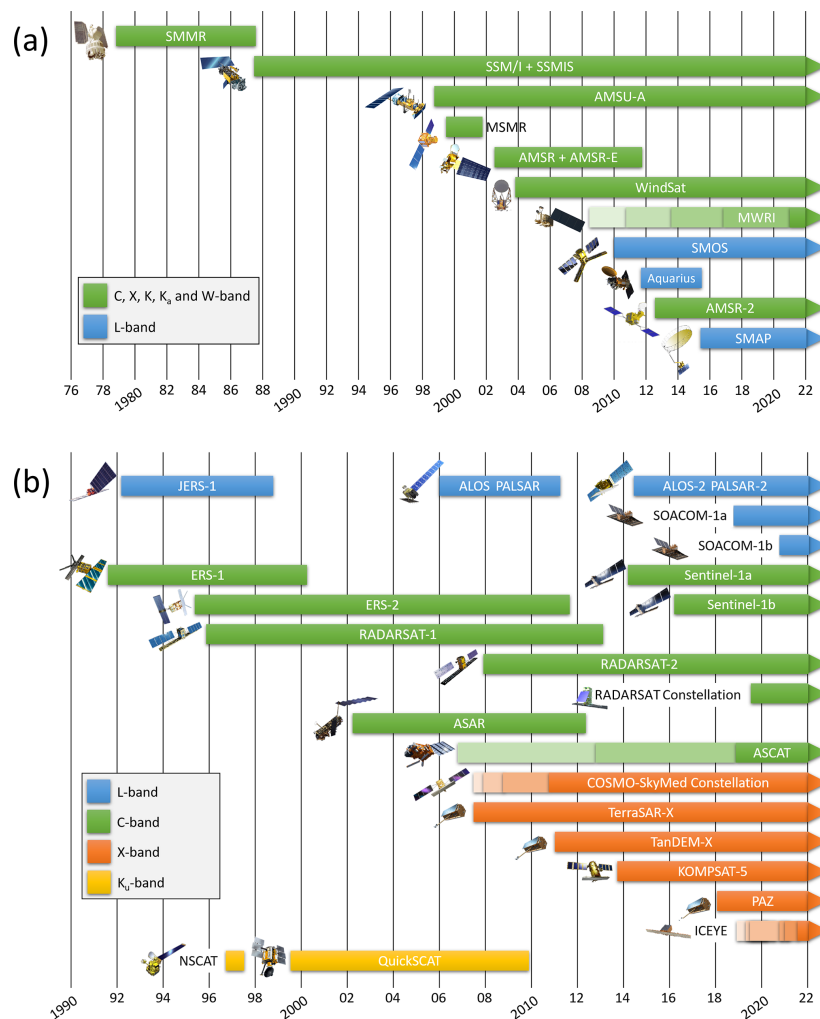 (a)
SMMR
SSM/I + SSMIS
AMSU-A
MSMR
AMSR + AMSR-E
WindSat
MWRI
SMOS
Aquarius
AMSR-2
SMAP
C, X, K, Ka and W-band
L-band
76 78 1980 82 84 86 88 1990 92 94 96 98 2000 02 04 06 08 2010 12 14 16 18 2020 22
(b)
JERS-1 ALOS PALSAR ALOS-2 PALSAR-2
SOACOM-1a
SOACOM-1b
ERS-1 Sentinel-1a
ERS-2 Sentinel-1b
RADARSAT-1
RADARSAT-2
RADARSAT Constellation
ASAR
ASCAT
COSMO-SkyMed Constellation
TerraSAR-X
TanDEM-X
KOMPSAT-5
PAZ
ICEYE
L-band
C-band
X-band
Ku-band
NSCAT QuickSCAT
1990 92 94 96 98 2000 02 04 06 08 2010 12 14 16 18 2020 22